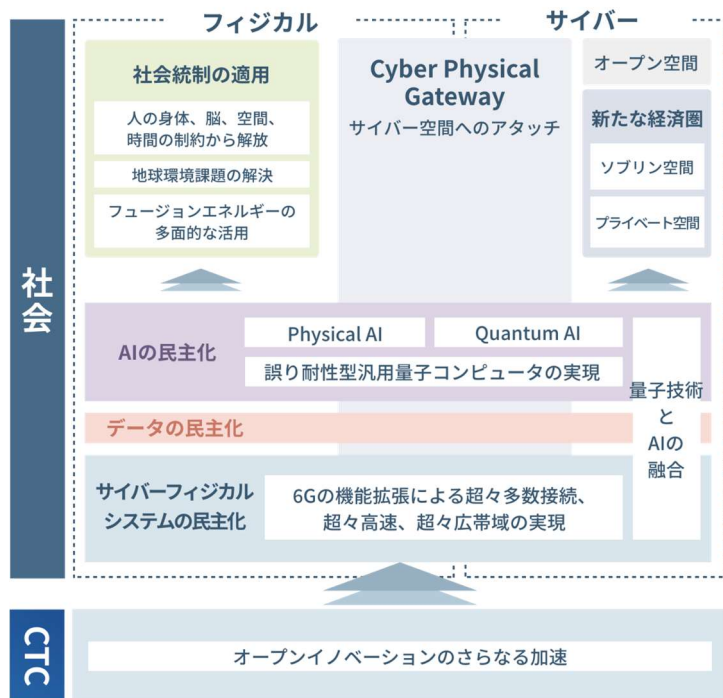 フィジカル
サイバー
社会
社会統制の適用
人の身体、脳、空間、
時間の制約から解放
地球環境課題の解決
フュージョンエネルギーの
多面的な活用
Cyber Physical
Gateway
サイバー空間へのアタッチ
オープン空間
新たな経済圏
ソブリン空間
プライベート空間
AIの民主化
Physical AI
Quantum AI
誤り耐性型汎用量子コンピュータの実現
量子技術
と
AIの
融合
データの民主化
サイバーフィジカル
システムの民主化
6Gの機能拡張による超々多数接続、
超々高速、超々広帯域の実現
CTC
オープンイノベーションのさらなる加速